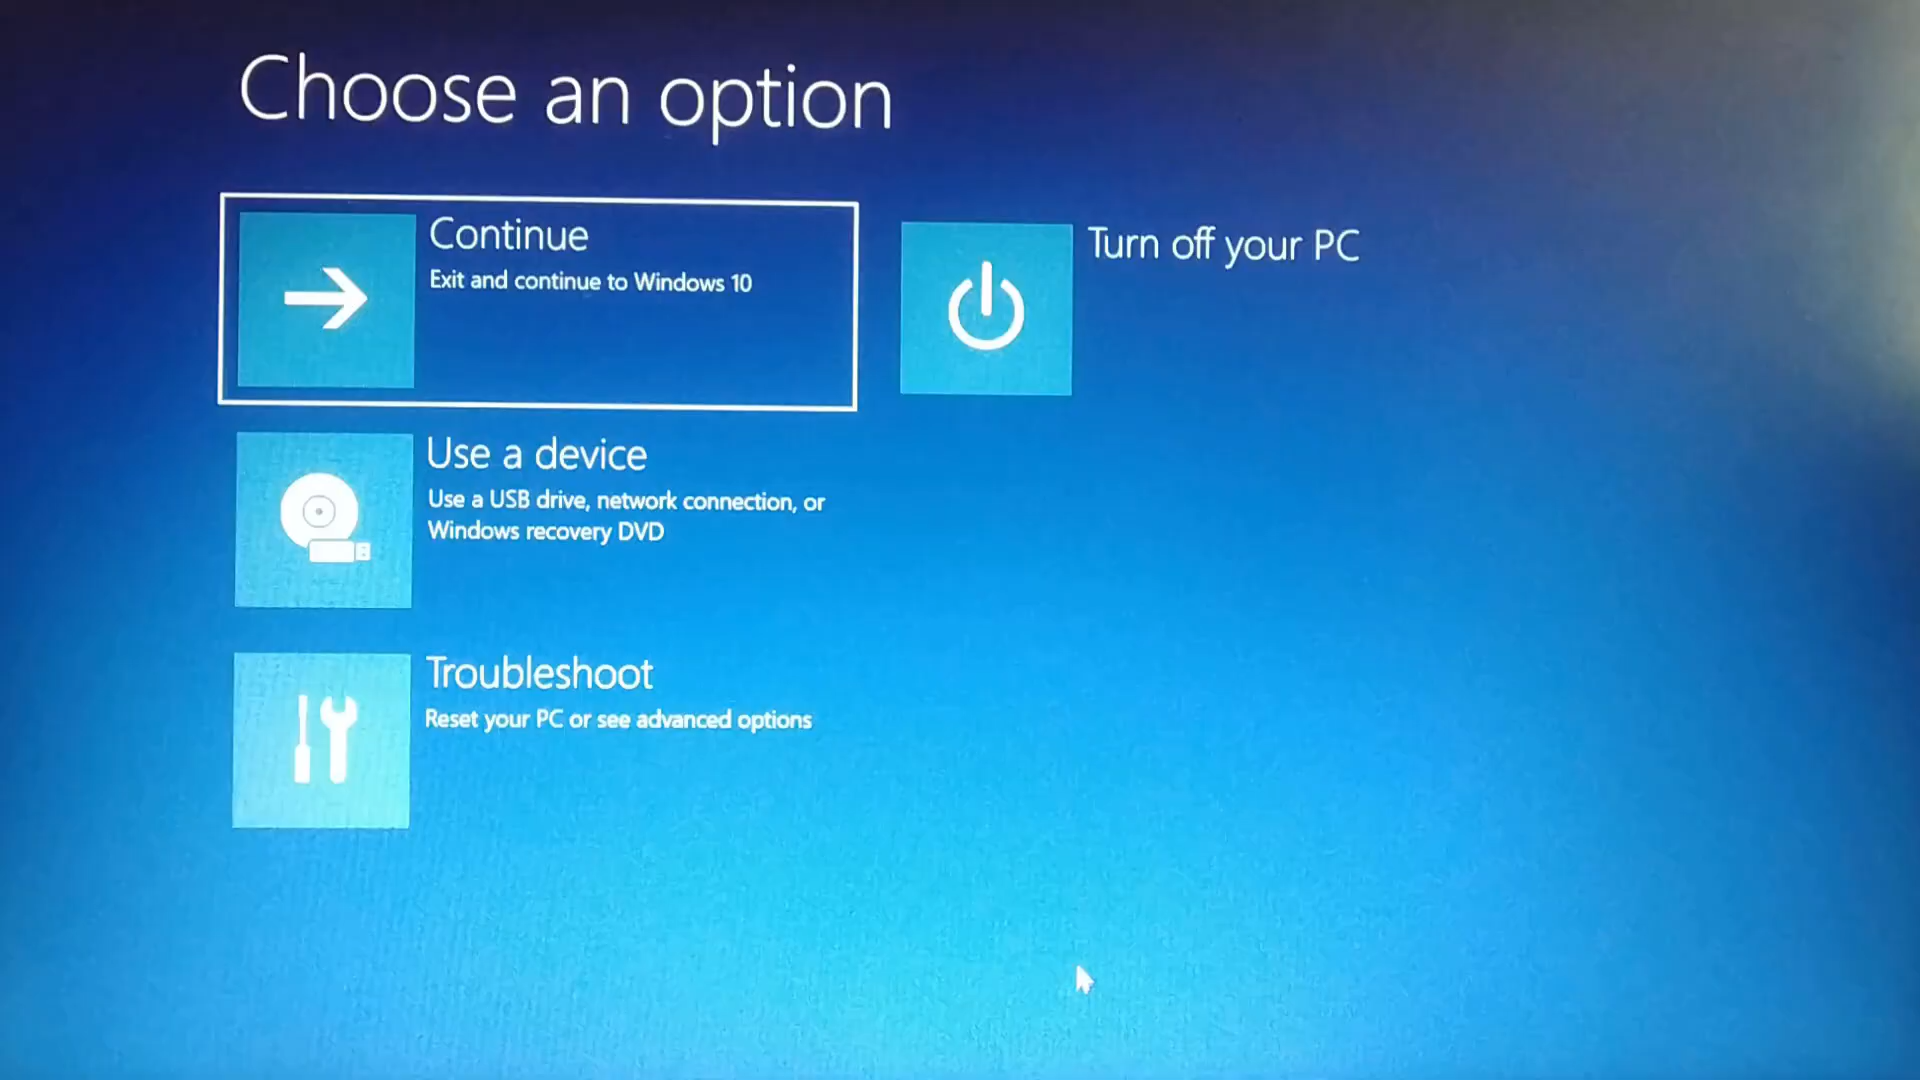 Choose an option
Continue
Exit and continue to Windows 10
Turn off your PC
Use a device
Use a USB drive, network connection, or
Windows recovery DVD
Troubleshoot
Reset your PC or see advanced options